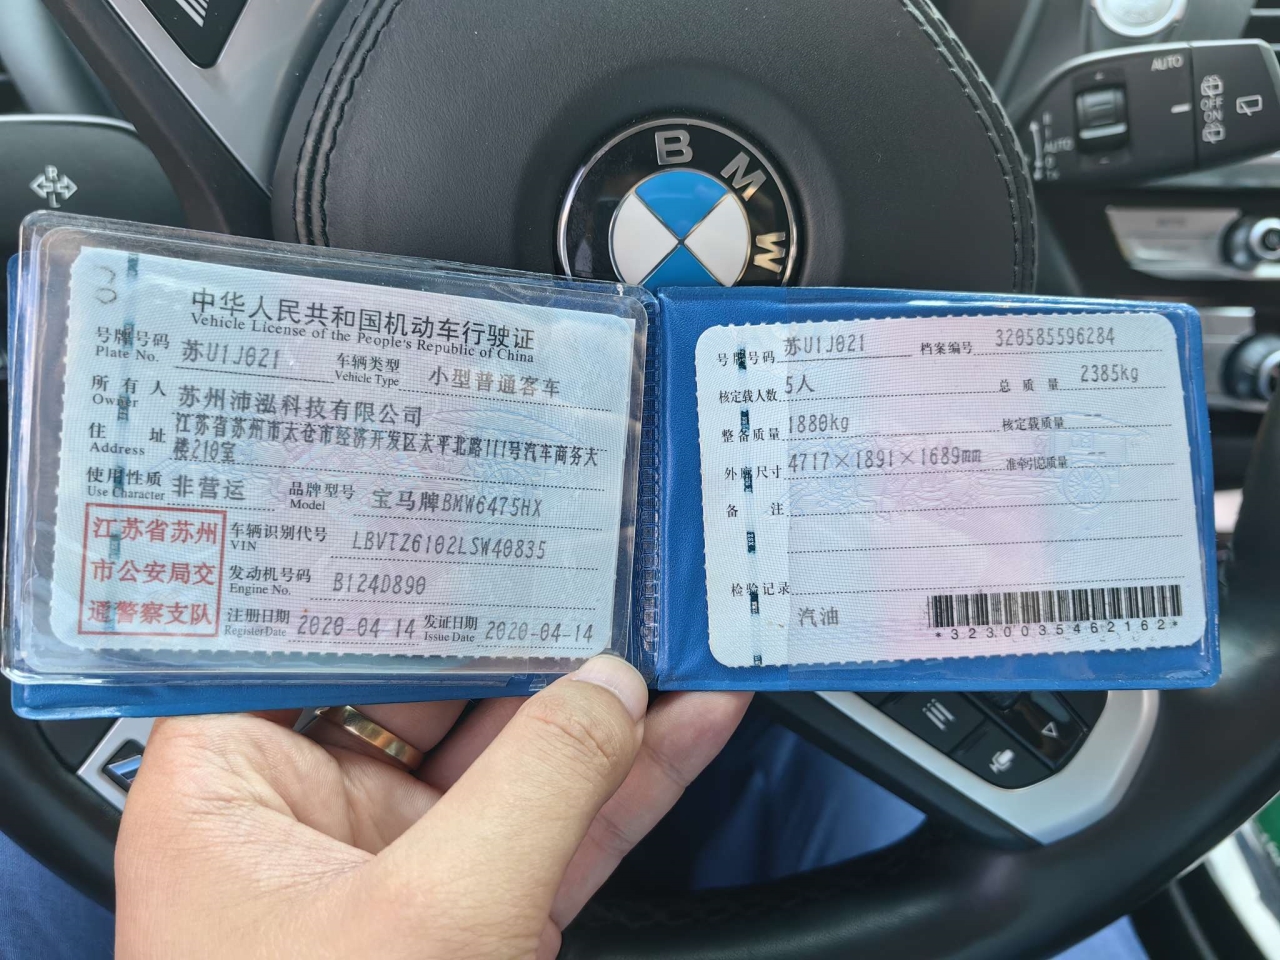 BMW
AUTO
OFF
ON
AUTO
R
L
中华人民共和国机动车行驶证
Vehicle License of the People's Republic of China
号牌号码 苏U1J021 车辆类型 小型普通客车
Plate No. Vehicle Type
所有人 苏州沛泓科技有限公司
Owner
住址 江苏省苏州市太仓市经济开发区太平北路111号汽车商务大
Address 楼210室
使用性质 非营运 品牌型号 宝马牌BMW6475HX
Use Character Model
江苏省苏州
市公安局交
通警察支队
车辆识别代号 LBVTZ6102LSW40835
VIN
发动机号码 B124D890
Engine No.
注册日期 2020-04-14 发证日期 2020-04-14
Register Date Issue Date
号牌号码 苏U1J021 档案编号 320585596284
核定载人数 5人 总质量 2385kg
整备质量 1880kg 核定载质量 --
外廓尺寸 4717×1891×1689mm 准牵引总质量 --
备注
检验记录
汽油
*3230035462162*